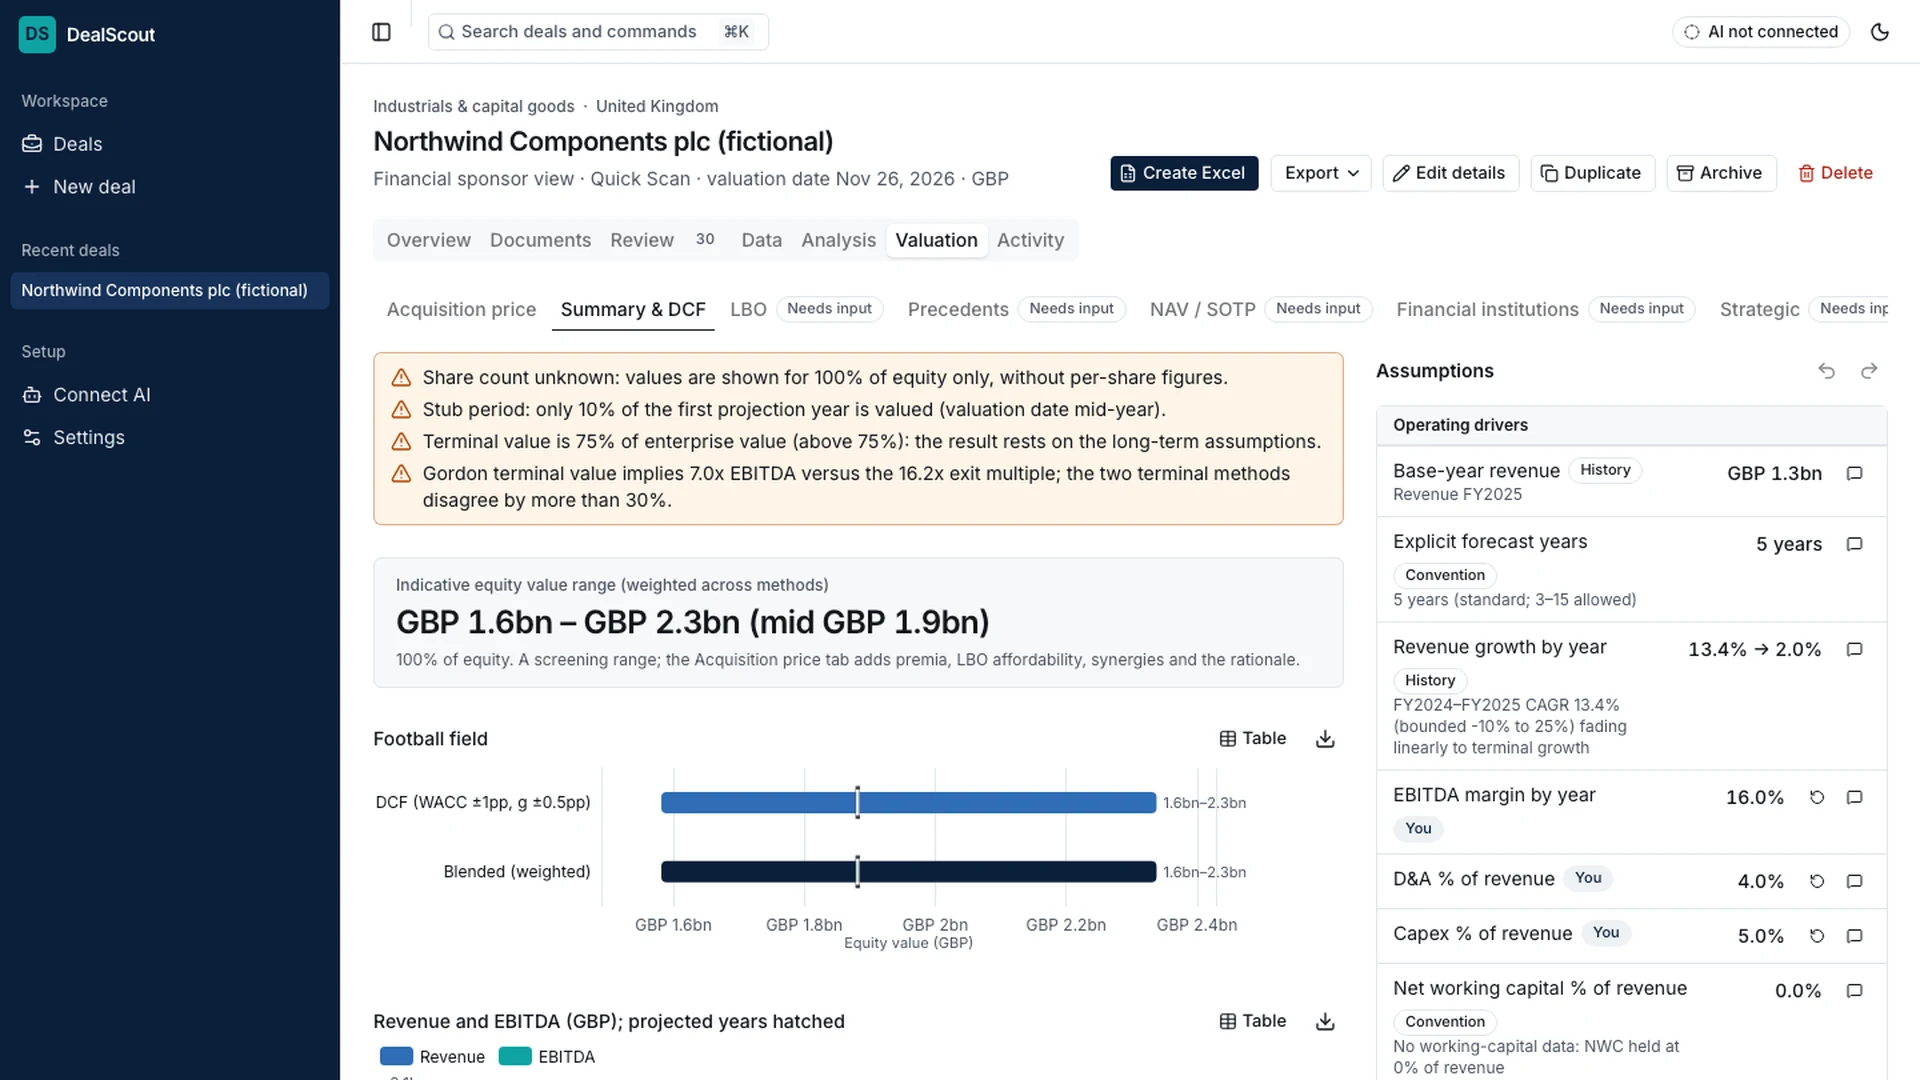 DS DealScout
Workspace
Deals
New deal
Recent deals
Northwind Components plc (fictional)
Setup
Connect AI
Settings
Search deals and commands ⌘K
AI not connected
Industrials & capital goods · United Kingdom
Northwind Components plc (fictional)
Financial sponsor view · Quick Scan · valuation date Nov 26, 2026 · GBP
Create Excel Export Edit details Duplicate Archive Delete
Overview Documents Review 30 Data Analysis Valuation Activity
Acquisition price Summary & DCF LBO Needs input Precedents Needs input NAV / SOTP Needs input Financial institutions Needs input Strategic Needs inp
Share count unknown: values are shown for 100% of equity only, without per-share figures.
Stub period: only 10% of the first projection year is valued (valuation date mid-year).
Terminal value is 75% of enterprise value (above 75%): the result rests on the long-term assumptions.
Gordon terminal value implies 7.0x EBITDA versus the 16.2x exit multiple; the two terminal methods
disagree by more than 30%.
Indicative equity value range (weighted across methods)
GBP 1.6bn – GBP 2.3bn (mid GBP 1.9bn)
100% of equity. A screening range; the Acquisition price tab adds premia, LBO affordability, synergies and the rationale.
Football field Table
DCF (WACC ±1pp, g ±0.5pp) 1.6bn–2.3bn
Blended (weighted) 1.6bn–2.3bn
GBP 1.6bn GBP 1.8bn GBP 2bn GBP 2.2bn GBP 2.4bn
Equity value (GBP)
Revenue and EBITDA (GBP); projected years hatched Table
Revenue EBITDA
Assumptions
Operating drivers
Base-year revenue History GBP 1.3bn
Revenue FY2025
Explicit forecast years 5 years
Convention
5 years (standard; 3–15 allowed)
Revenue growth by year 13.4% → 2.0%
History
FY2024–FY2025 CAGR 13.4%
(bounded -10% to 25%) fading
linearly to terminal growth
EBITDA margin by year 16.0%
You
D&A % of revenue You 4.0%
Capex % of revenue You 5.0%
Net working capital % of revenue 0.0%
Convention
No working-capital data: NWC held at
0% of revenue